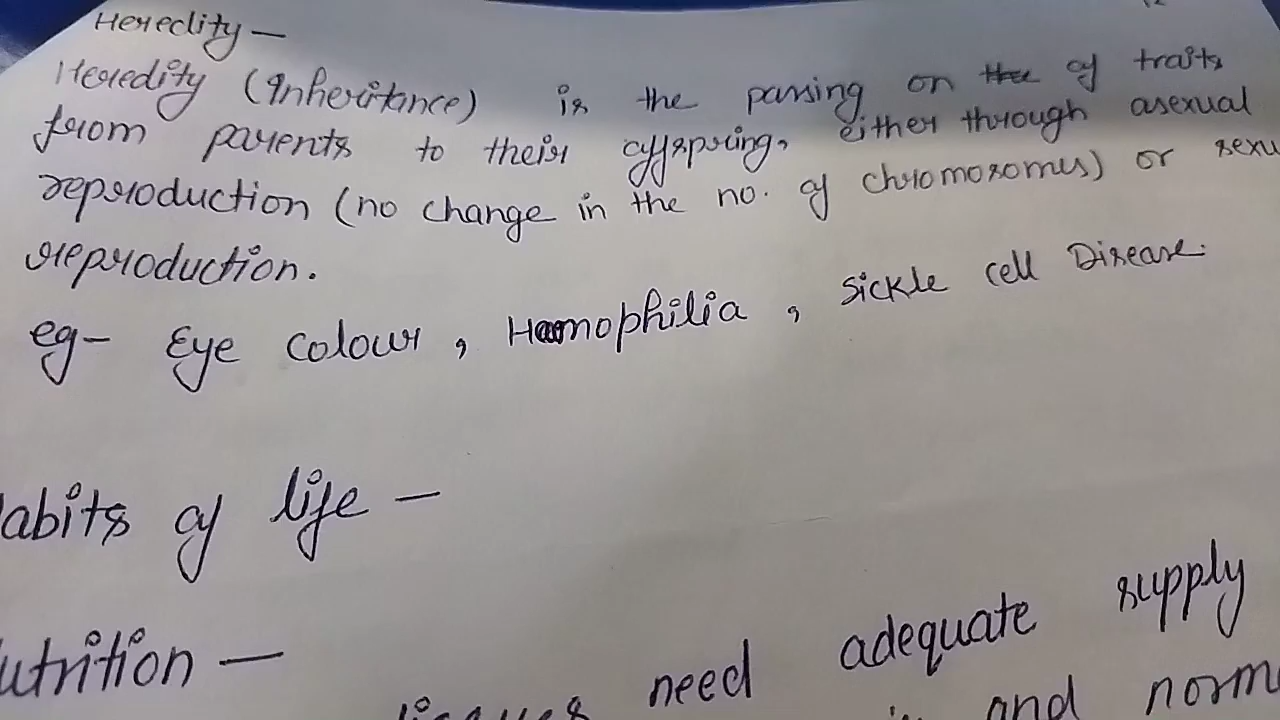 Heredity –
Heredity (Inheritance) is the passing on of traits
from parents to their offspring, either through asexual
reproduction (no change in the no. of chromosomes) or sexu
reproduction.
eg- Eye colour, Hemophilia, Sickle cell Disease.
abits of life –
utrition –
need adequate supply
and norm